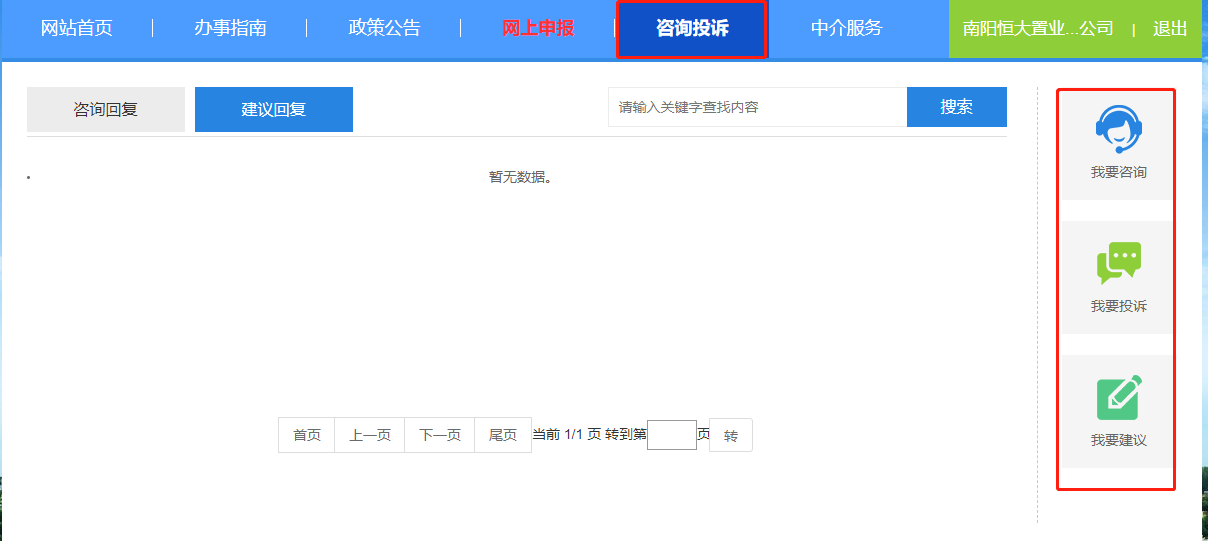 网站首页 办事指南 政策公告 网上申报 咨询投诉 中介服务 南阳恒大置业...公司 | 退出
咨询回复 建议回复 请输入关键字查找内容 搜索
我要咨询
• 暂无数据。
我要投诉
首页 上一页 下一页 尾页 当前 1/1 页 转到第 页 转
我要建议